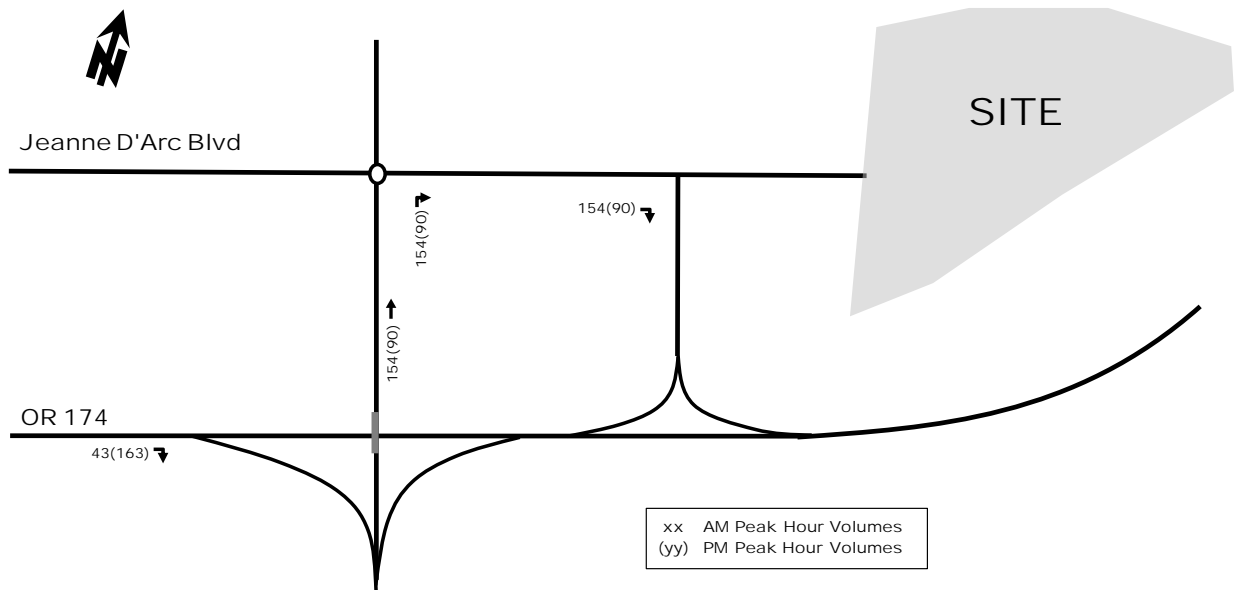 N
SITE
Jeanne D'Arc Blvd
154(90)
154(90)
154(90)
OR 174
43(163)
xx AM Peak Hour Volumes
(yy) PM Peak Hour Volumes